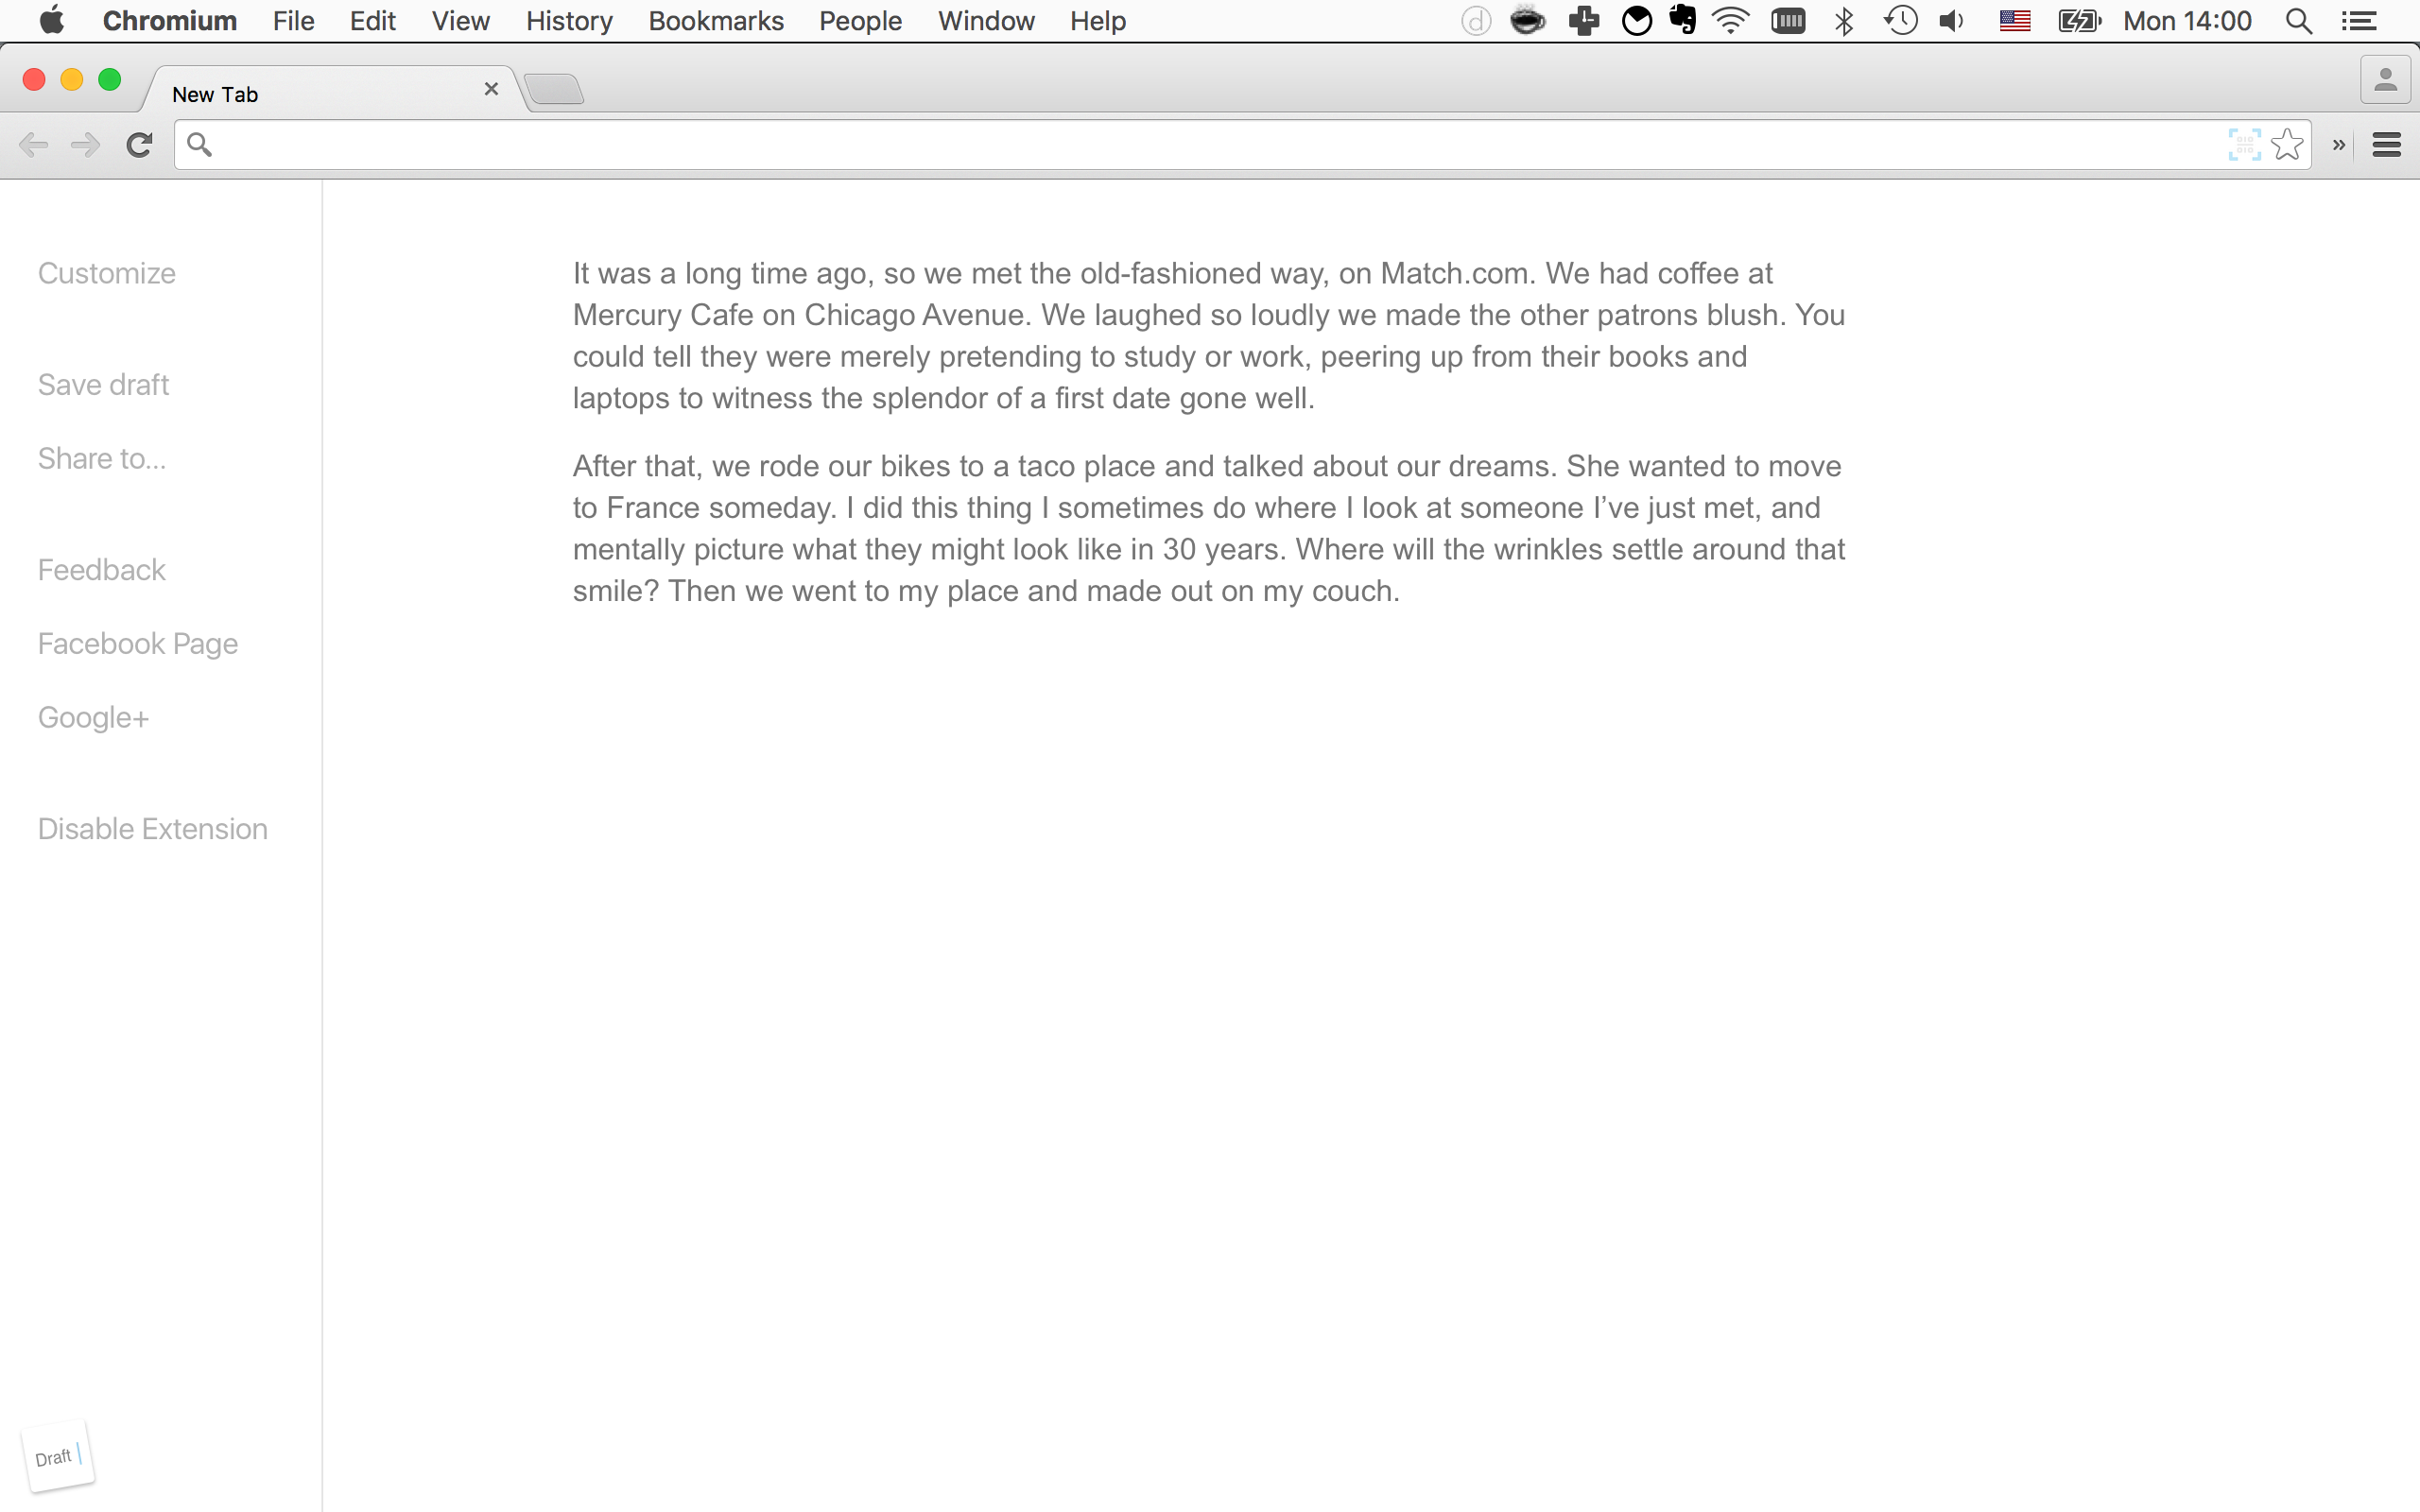 Chromium File Edit View History Bookmarks People Window Help Mon 14:00
New Tab
Customize
Save draft
Share to...
Feedback
Facebook Page
Google+
Disable Extension
It was a long time ago, so we met the old-fashioned way, on Match.com. We had coffee at
Mercury Cafe on Chicago Avenue. We laughed so loudly we made the other patrons blush. You
could tell they were merely pretending to study or work, peering up from their books and
laptops to witness the splendor of a first date gone well.
After that, we rode our bikes to a taco place and talked about our dreams. She wanted to move
to France someday. I did this thing I sometimes do where I look at someone I’ve just met, and
mentally picture what they might look like in 30 years. Where will the wrinkles settle around that
smile? Then we went to my place and made out on my couch.
Draft